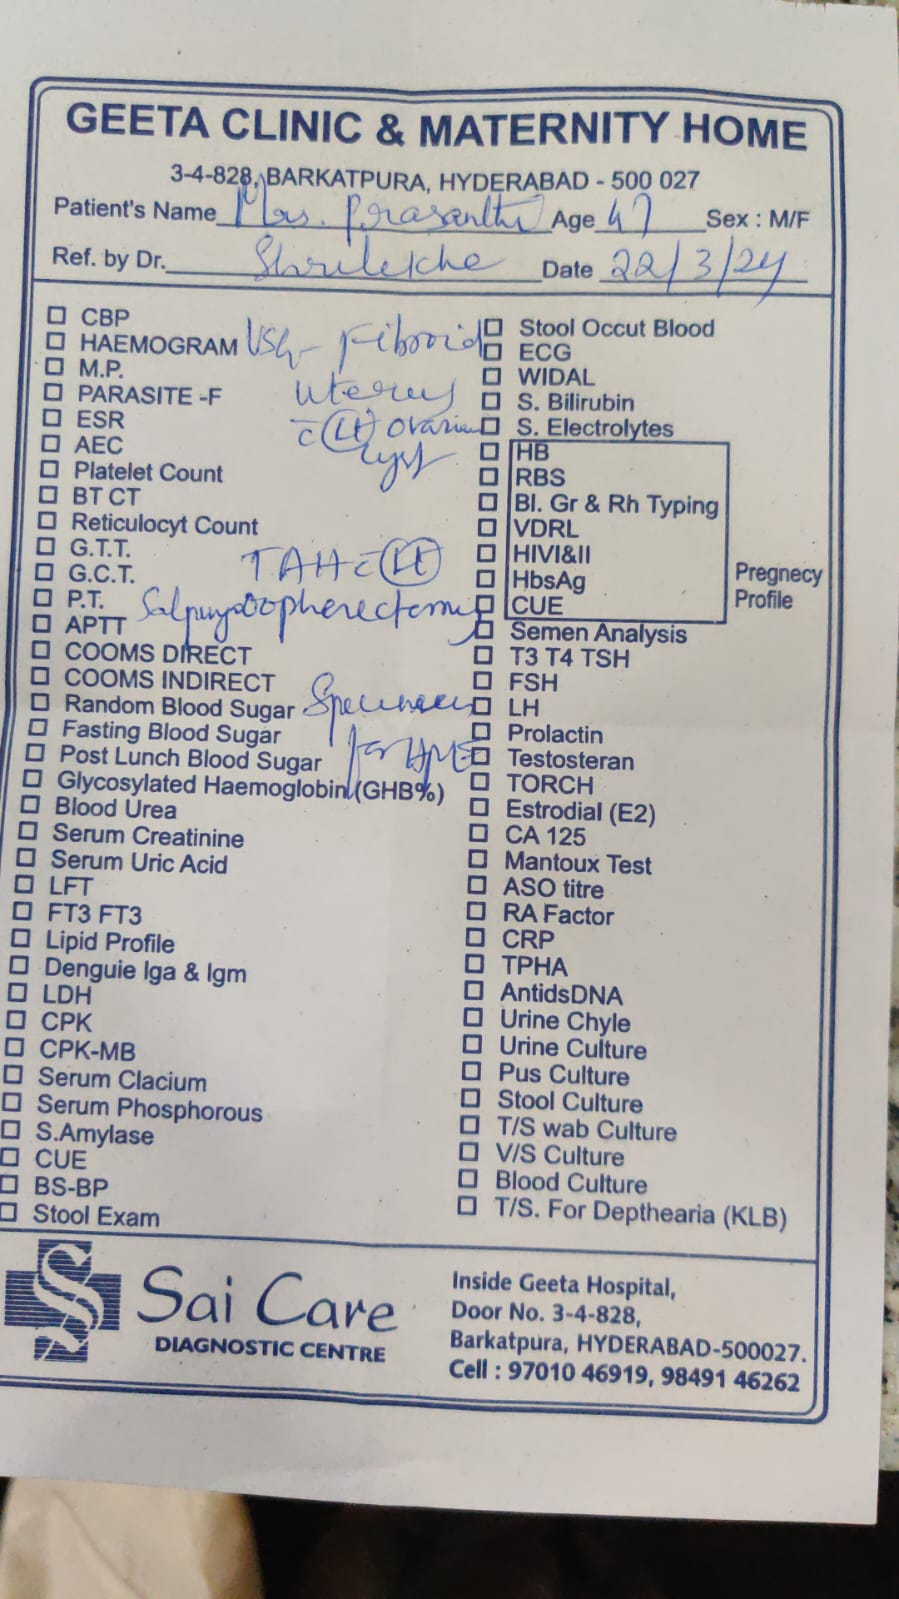 GEETA CLINIC & MATERNITY HOME
3-4-828, BARKATPURA, HYDERABAD - 500 027
Patient's Name Mrs. Prasanthi Age 47 Sex : M/F
Ref. by Dr. Shrilekha Date 22/3/24
CBP
HAEMOGRAM
M.P.
PARASITE -F
ESR
AEC
Platelet Count
BT CT
Reticulocyt Count
G.T.T.
G.C.T.
P.T.
APTT
COOMS DIRECT
COOMS INDIRECT
Random Blood Sugar
Fasting Blood Sugar
Post Lunch Blood Sugar
Glycosylated Haemoglobin (GHB%)
Blood Urea
Serum Creatinine
Serum Uric Acid
LFT
FT3 FT3
Lipid Profile
Denguie Iga & Igm
LDH
CPK
CPK-MB
Serum Clacium
Serum Phosphorous
S.Amylase
CUE
BS-BP
Stool Exam
USG - Fibroid
Uterus
c̄ Lt ovarian
cyst
TAH c̄ Lt
Salpingo oopherectomy
Specimen
for HPE
Stool Occut Blood
ECG
WIDAL
S. Bilirubin
S. Electrolytes
HB
RBS
Bl. Gr & Rh Typing
VDRL
HIVI&II
HbsAg
CUE
Pregnecy
Profile
Semen Analysis
T3 T4 TSH
FSH
LH
Prolactin
Testosteran
TORCH
Estrodial (E2)
CA 125
Mantoux Test
ASO titre
RA Factor
CRP
TPHA
AntidsDNA
Urine Chyle
Urine Culture
Pus Culture
Stool Culture
T/S wab Culture
V/S Culture
Blood Culture
T/S. For Depthearia (KLB)
Sai Care
DIAGNOSTIC CENTRE
Inside Geeta Hospital,
Door No. 3-4-828,
Barkatpura, HYDERABAD-500027.
Cell : 97010 46919, 98491 46262